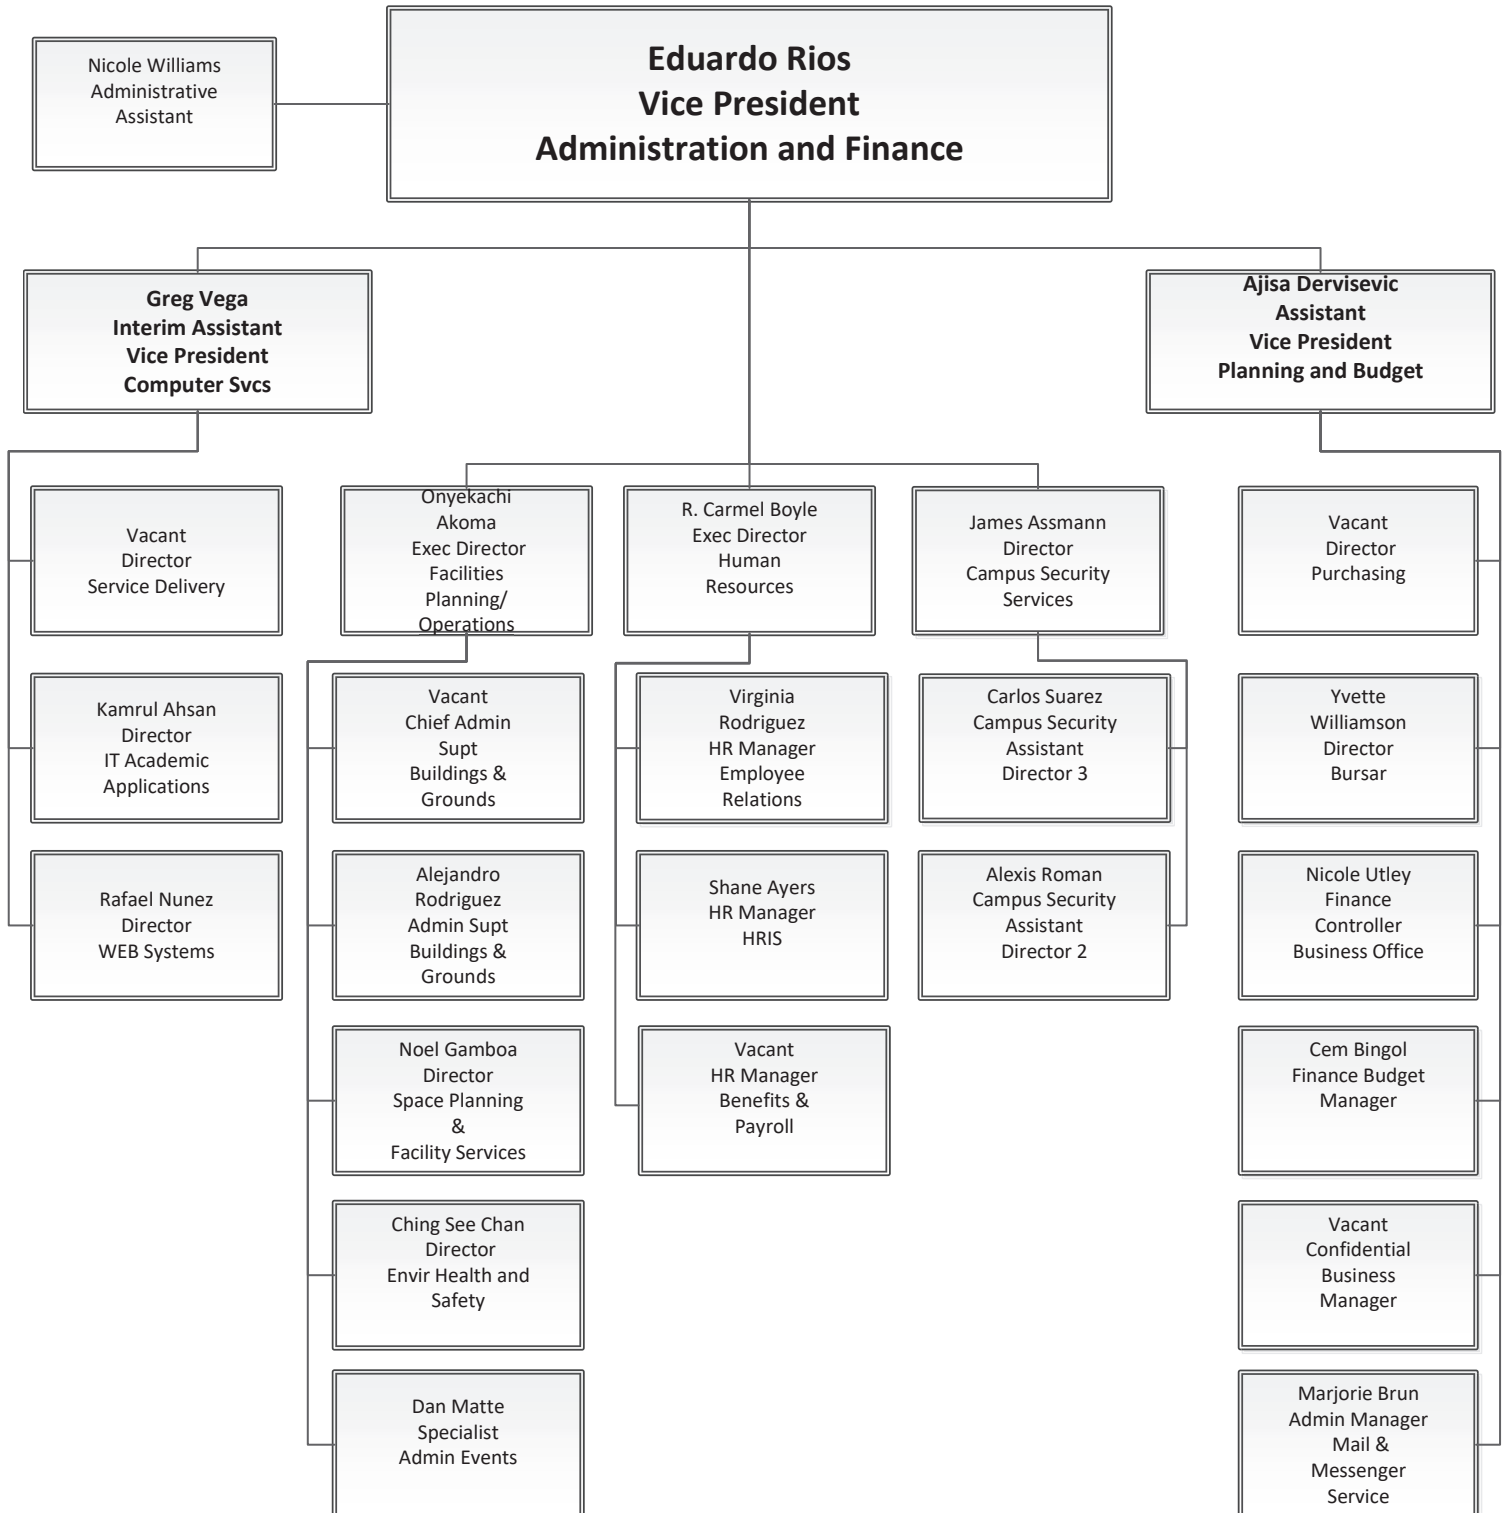 Nicole Williams
Administrative
Assistant
Eduardo Rios
Vice President
Administration and Finance
Greg Vega
Interim Assistant
Vice President
Computer Svcs
Ajisa Dervisevic
Assistant
Vice President
Planning and Budget
Vacant
Director
Service Delivery
Onyekachi
Akoma
Exec Director
Facilities
Planning/
Operations
R. Carmel Boyle
Exec Director
Human
Resources
James Assmann
Director
Campus Security
Services
Vacant
Director
Purchasing
Kamrul Ahsan
Director
IT Academic
Applications
Vacant
Chief Admin
Supt
Buildings &
Grounds
Virginia
Rodriguez
HR Manager
Employee
Relations
Carlos Suarez
Campus Security
Assistant
Director 3
Yvette
Williamson
Director
Bursar
Rafael Nunez
Director
WEB Systems
Alejandro
Rodriguez
Admin Supt
Buildings &
Grounds
Shane Ayers
HR Manager
HRIS
Alexis Roman
Campus Security
Assistant
Director 2
Nicole Utley
Finance
Controller
Business Office
Noel Gamboa
Director
Space Planning
&
Facility Services
Vacant
HR Manager
Benefits &
Payroll
Cem Bingol
Finance Budget
Manager
Ching See Chan
Director
Envir Health and
Safety
Vacant
Confidential
Business
Manager
Dan Matte
Specialist
Admin Events
Marjorie Brun
Admin Manager
Mail &
Messenger
Service